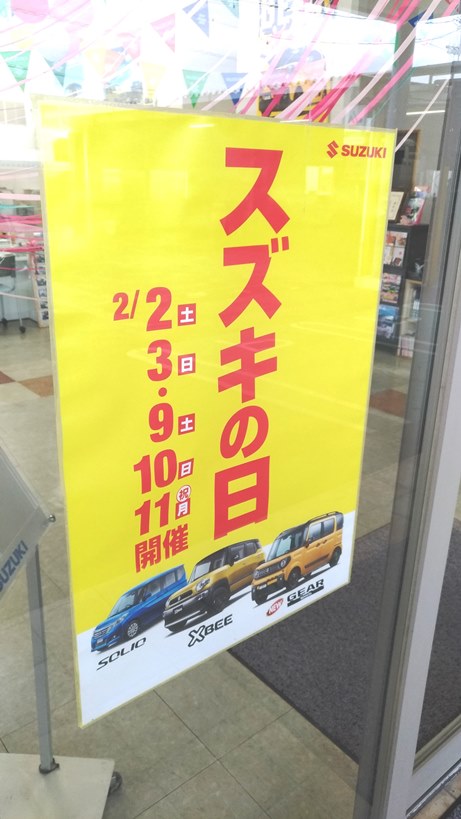 SUZUKI
スズキの日
2/2土
3日
・
9土
10日
11祝月
開催
SOLIO
XBEE
NEW GEAR
SUZUKI